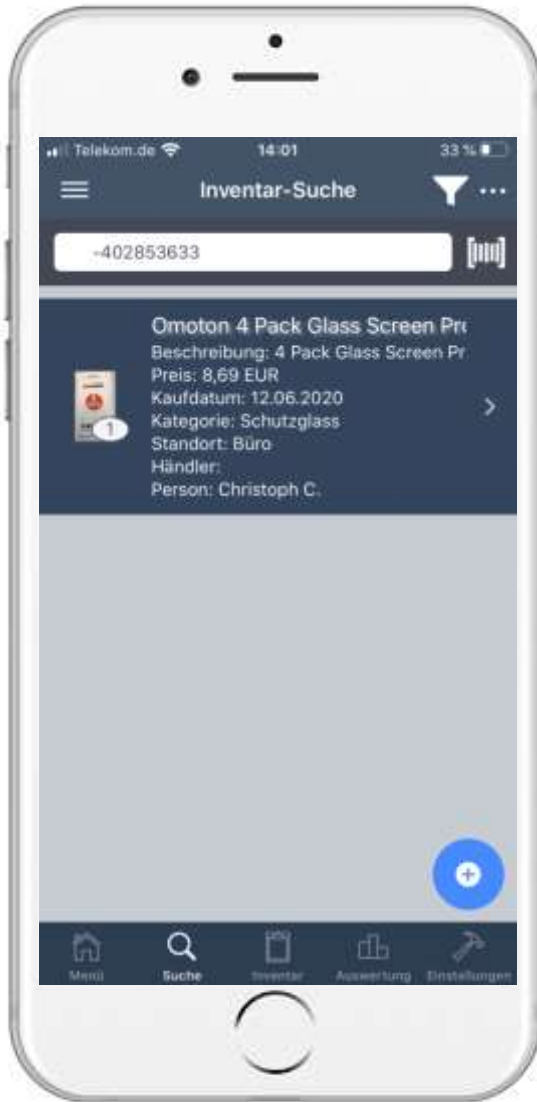 Telekom.de 14:01 33 %
Inventar-Suche
-402853633
Omoton 4 Pack Glass Screen Pro
Beschreibung: 4 Pack Glass Screen Pr
Preis: 8,69 EUR
Kaufdatum: 12.06.2020
Kategorie: Schutzglass
Standort: Büro
Händler:
Person: Christoph C.
1
Menü Suche Inventar Auswertung Einstellungen